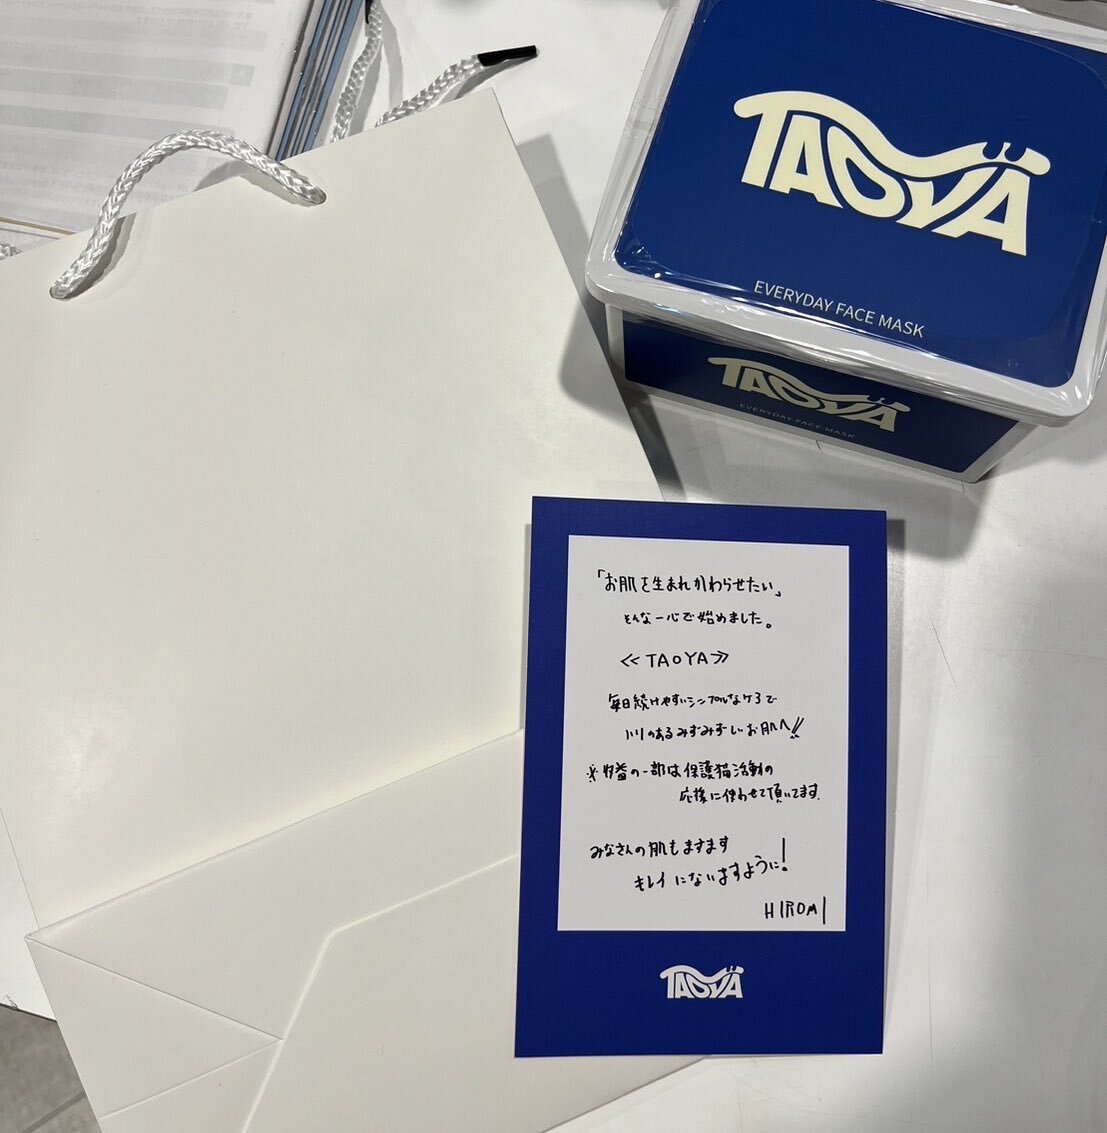 TAOYA
EVERYDAY FACE MASK
TAOYA
EVERYDAY FACE MASK
「お肌を生まれかわらせたい」
そんな一心で始めました。
≪TAOYA≫
毎日続けやすいシンプルなケアで
ハリのあるみずみずしいお肌へ!!
※収益の一部は保護猫活動の
応援に使わせて頂いてます。
みなさんの肌もますます
キレイになりますように!
HIROMI
TAOYA